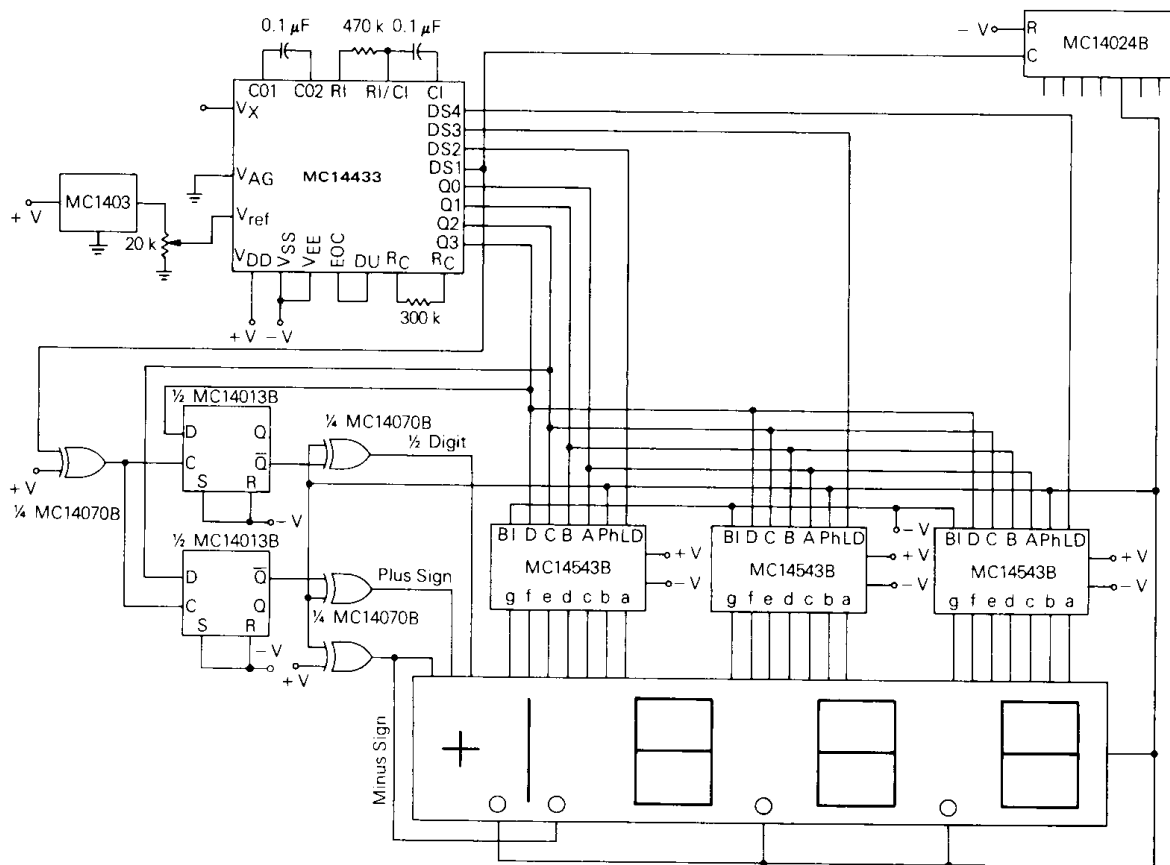 0.1 µF 470 k 0.1 µF
CO1 CO2 RI RI/CI CI
VX
VAG
Vref
VDD VSS VEE EOC DU RC RC
MC14433
DS4
DS3
DS2
DS1
Q0
Q1
Q2
Q3
MC1403
+ V
20 k
+ V – V
300 k
– V
R
C
MC14024B
½ MC14013B
D Q
C Q̅
S R
– V
+ V
¼ MC14070B
¼ MC14070B
½ Digit
½ MC14013B
D Q̅
C Q
S R
– V
Plus Sign
¼ MC14070B
+ V
BI D C B A Ph LD
MC14543B
g f e d c b a
+ V
– V
BI D C B A Ph LD
MC14543B
g f e d c b a
+ V
– V
– V
BI D C B A Ph LD
MC14543B
g f e d c b a
+ V
– V
Minus Sign